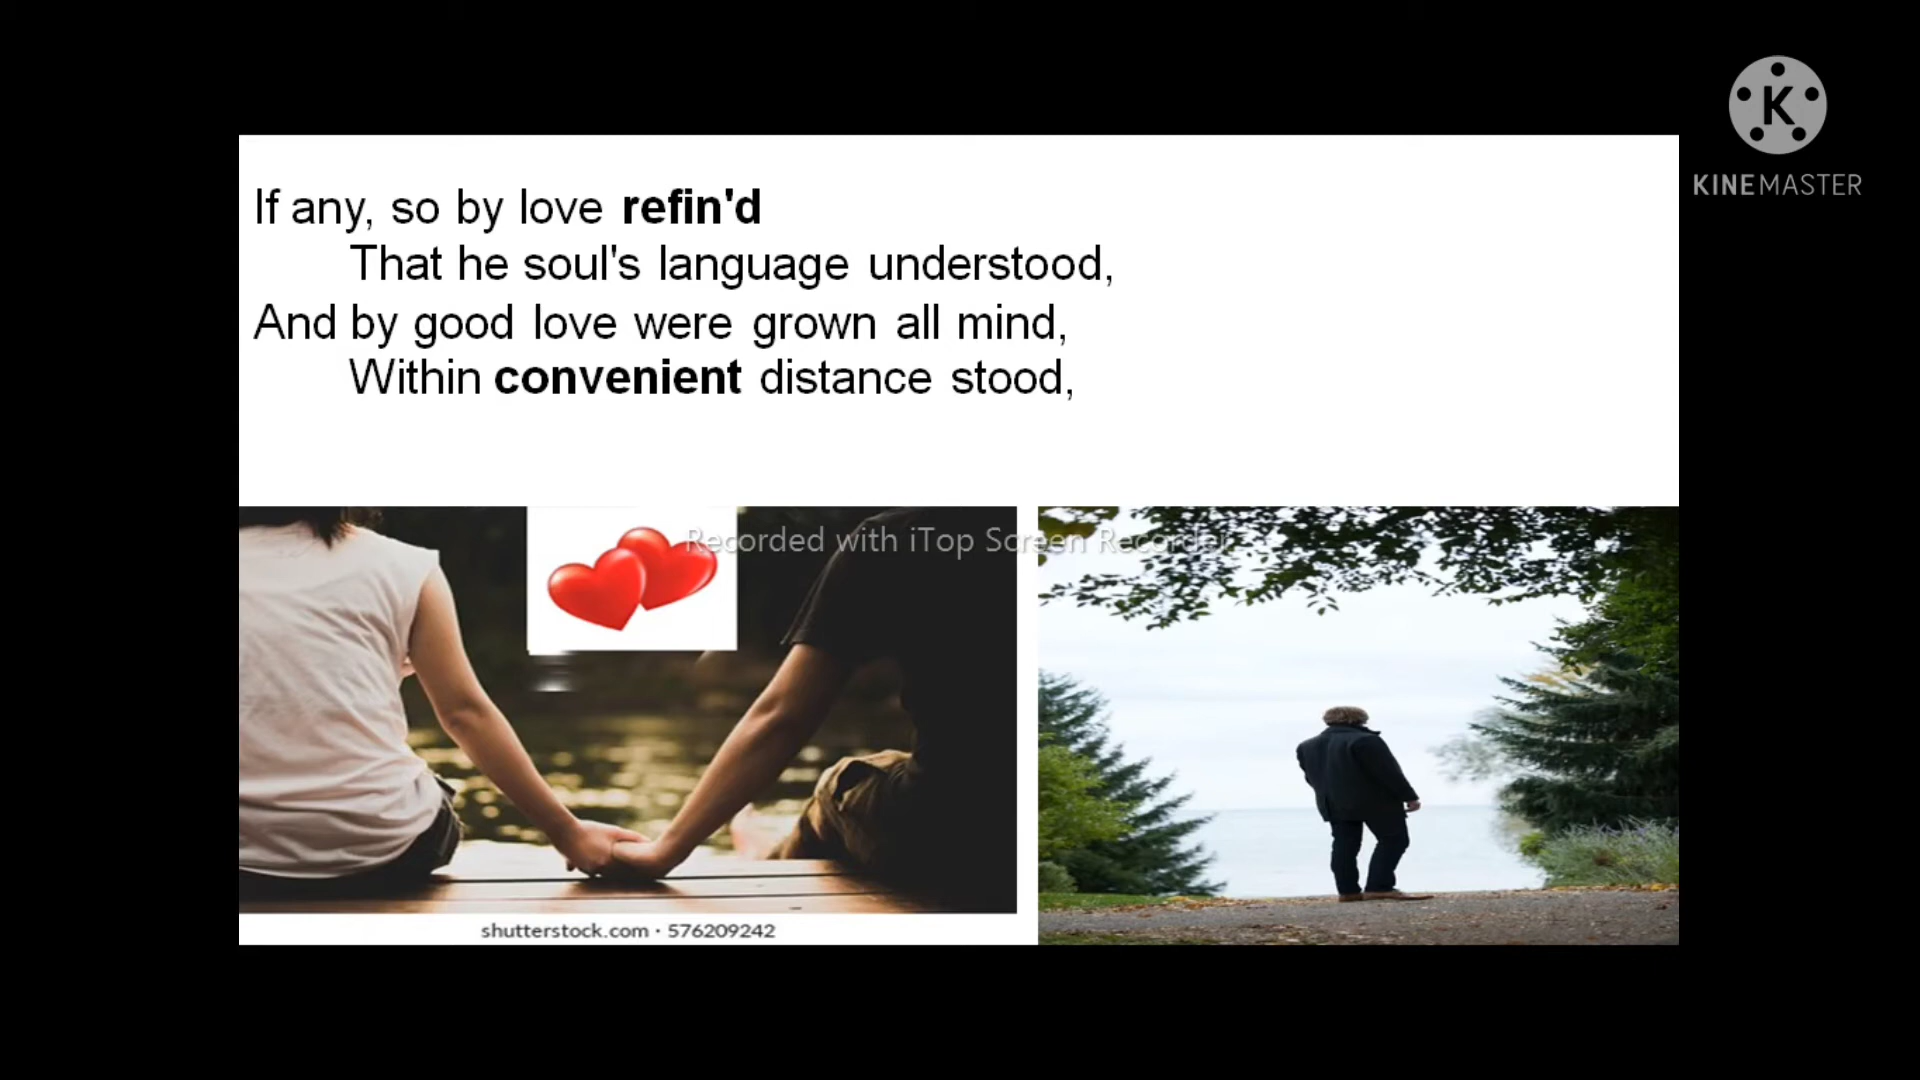 If any, so by love refin'd
That he soul's language understood,
And by good love were grown all mind,
Within convenient distance stood,
K
KINEMASTER
Recorded with iTop Screen Recorder
shutterstock.com · 576209242